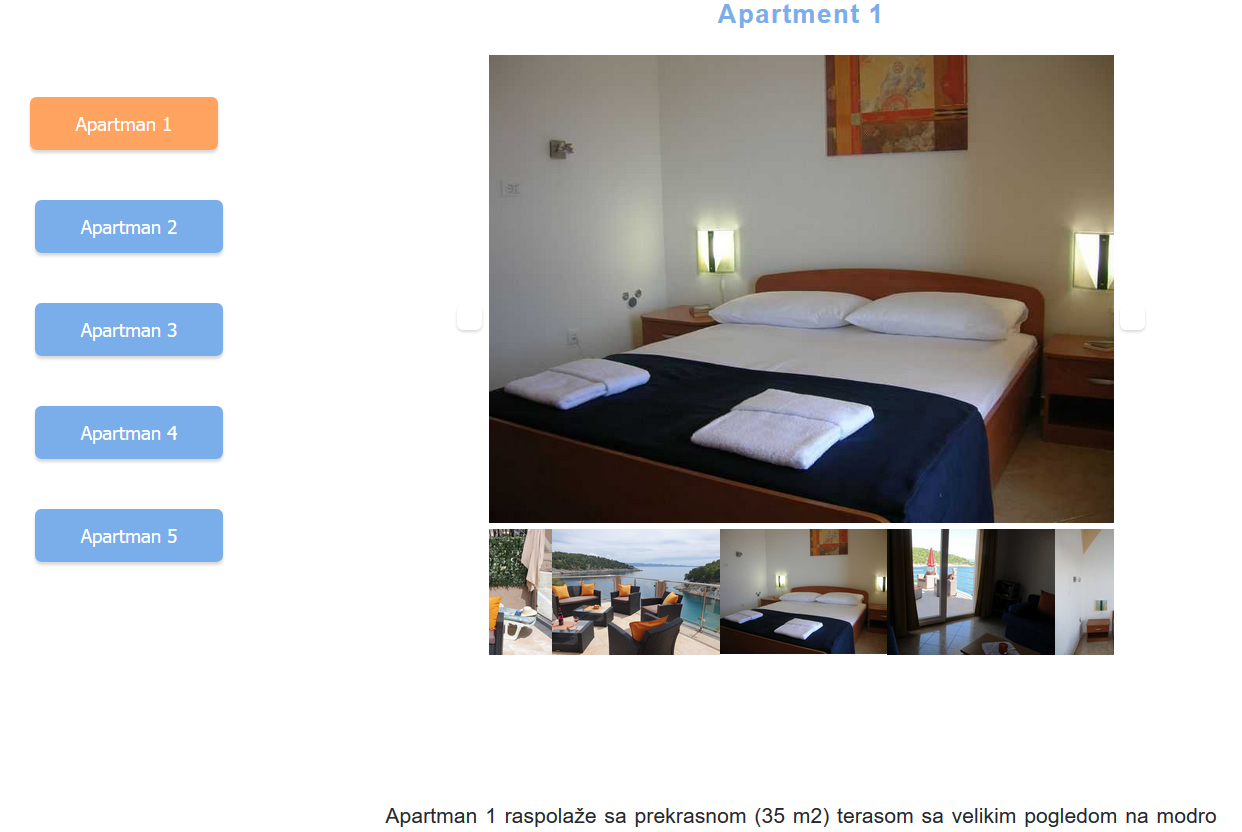 Apartment 1
Apartman 1
Apartman 2
Apartman 3
Apartman 4
Apartman 5
Apartman 1 raspolaže sa prekrasnom (35 m2) terasom sa velikim pogledom na modro